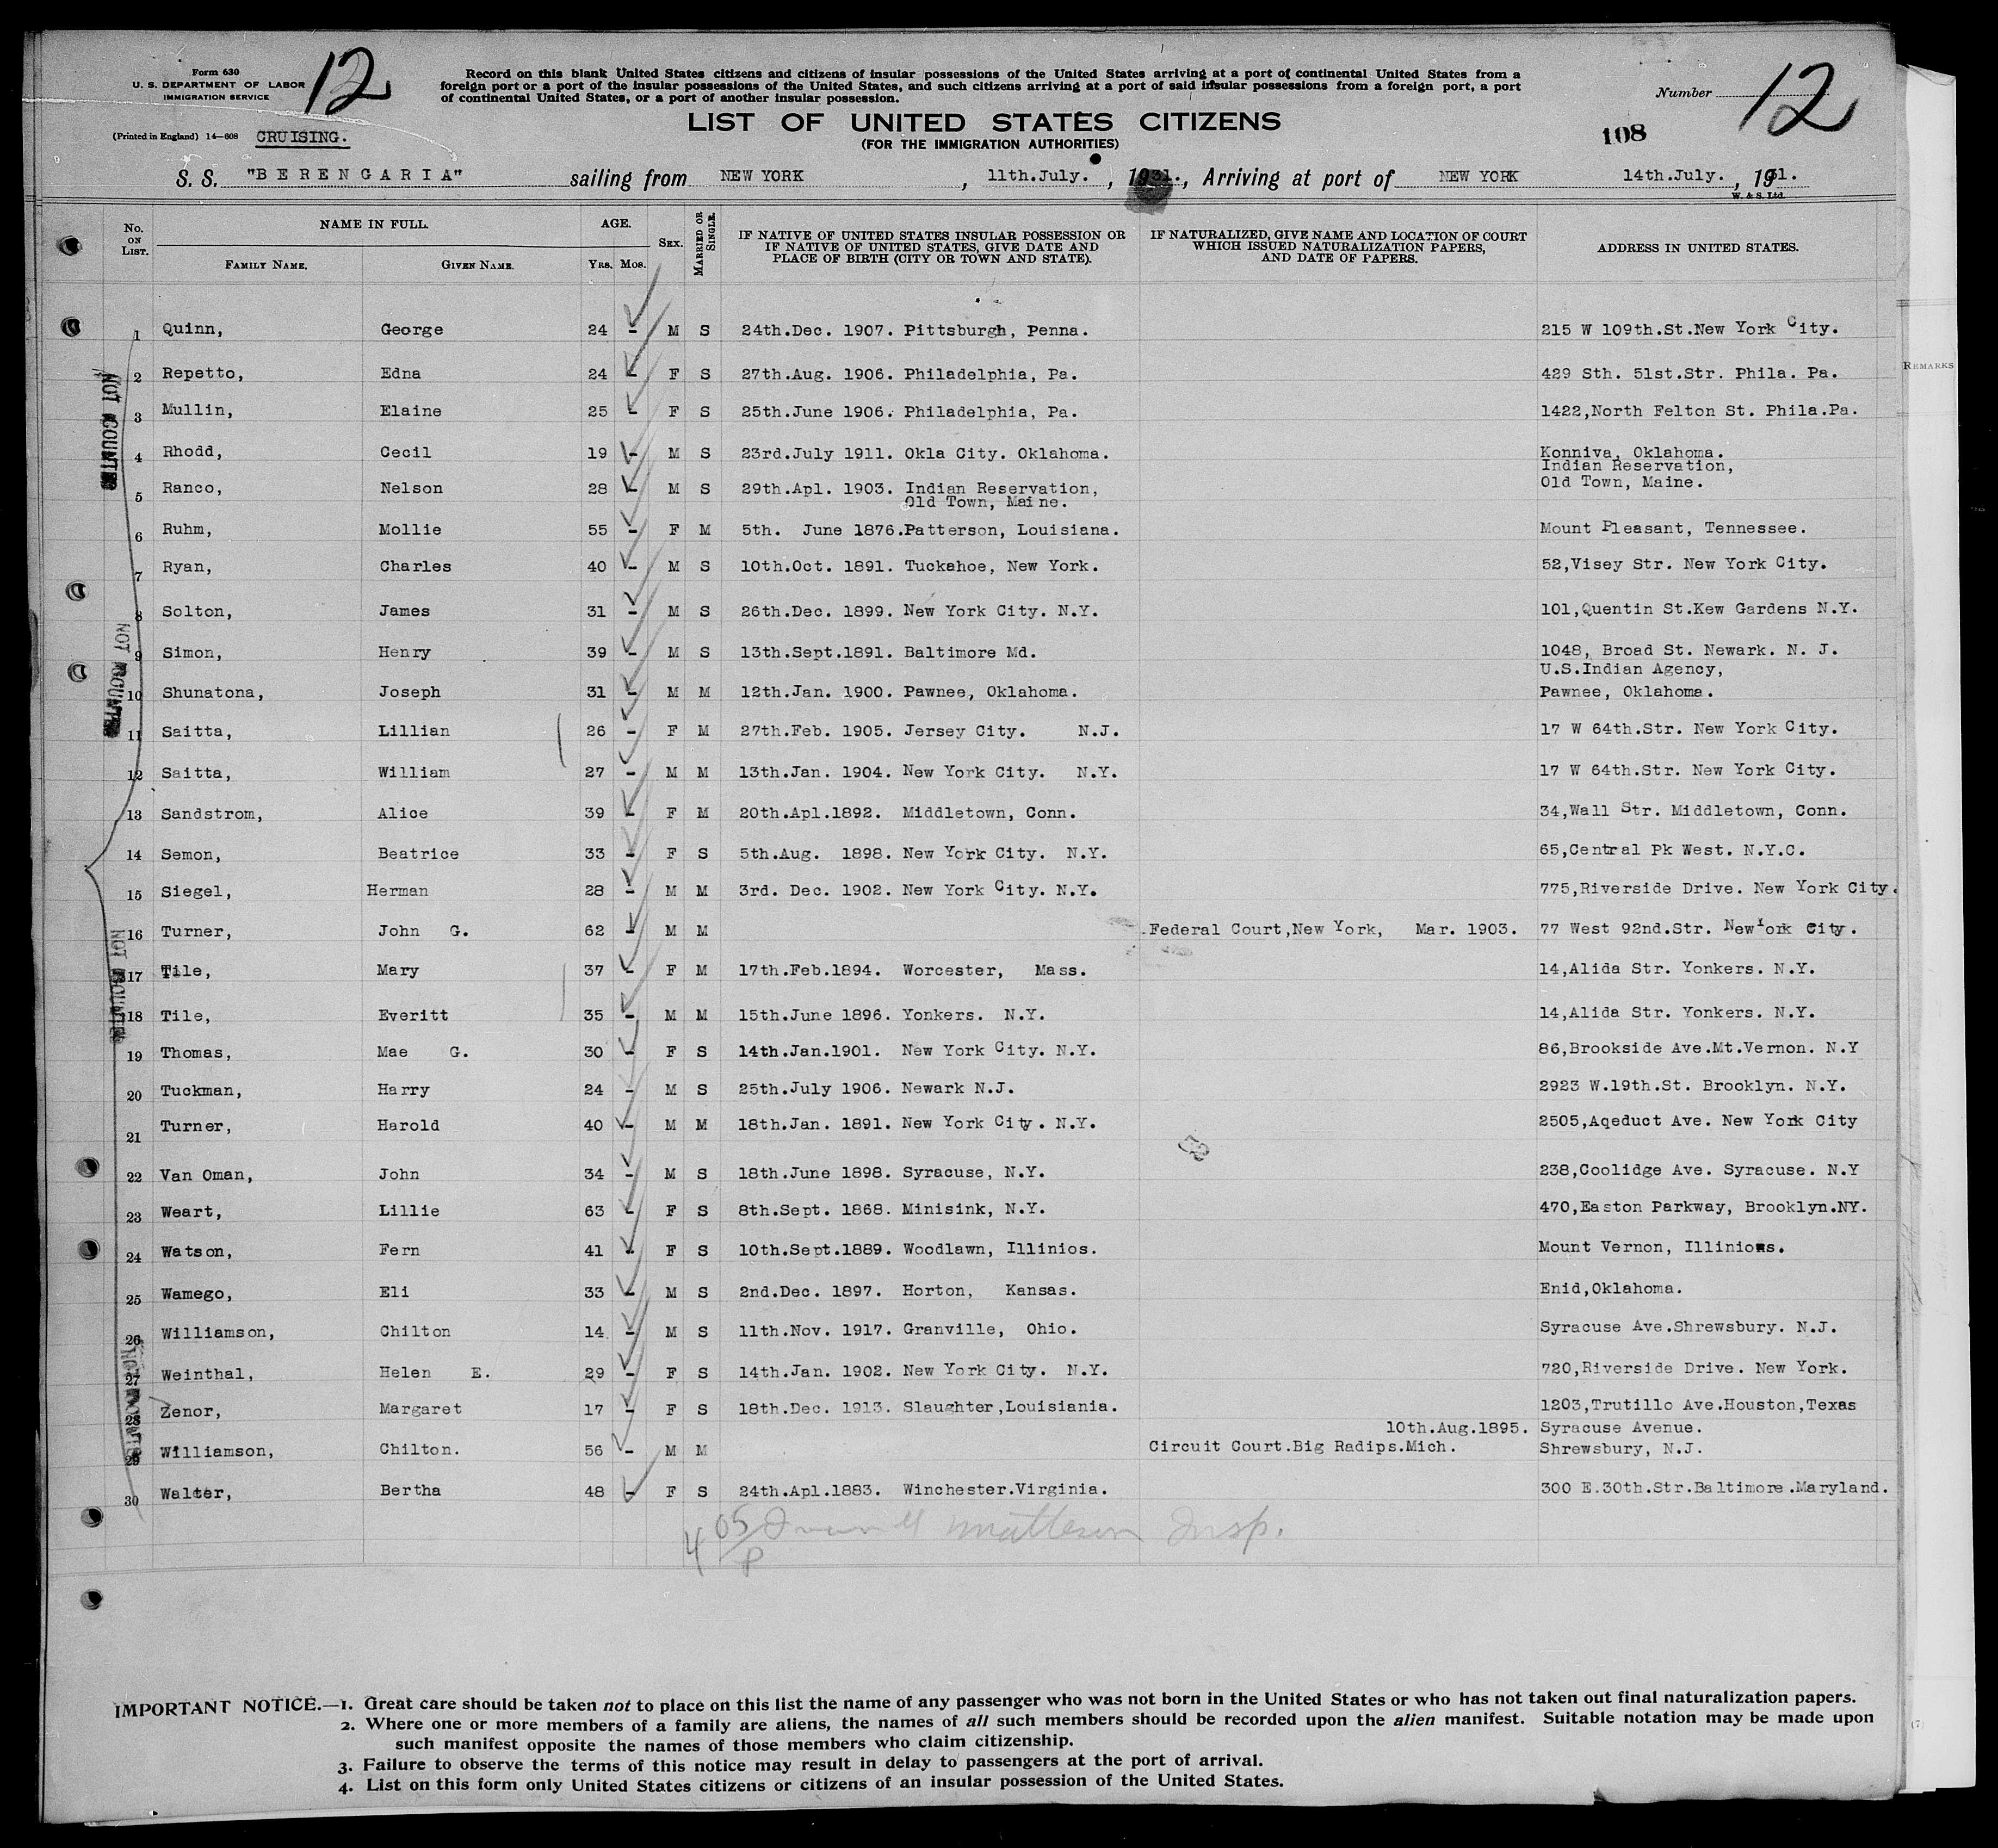 Form 630
U. S. DEPARTMENT OF LABOR
IMMIGRATION SERVICE
12
Record on this blank United States citizens and citizens of insular possessions of the United States arriving at a port of continental United States from a
foreign port or a port of the insular possessions of the United States, and such citizens arriving at a port of said insular possessions from a foreign port, a port
of continental United States, or a port of another insular possession.
Number 12
(Printed in England) 14—608 CRUISING.
LIST OF UNITED STATES CITIZENS
(FOR THE IMMIGRATION AUTHORITIES)
108
S. S. "BERENGARIA" sailing from NEW YORK, 11th.July., 1931., Arriving at port of NEW YORK 14th.July., 1931.
W. & S. Ltd.
No. ON LIST. NAME IN FULL. FAMILY NAME. GIVEN NAME. AGE. YRS. MOS. SEX. MARRIED OR SINGLE. IF NATIVE OF UNITED STATES INSULAR POSSESSION OR IF NATIVE OF UNITED STATES, GIVE DATE AND PLACE OF BIRTH (CITY OR TOWN AND STATE). IF NATURALIZED, GIVE NAME AND LOCATION OF COURT WHICH ISSUED NATURALIZATION PAPERS, AND DATE OF PAPERS. ADDRESS IN UNITED STATES.
1 Quinn, George 24 - M S 24th.Dec. 1907. Pittsburgh, Penna. 215 W 109th.St.New York City.
2 Repetto, Edna 24 - F S 27th.Aug. 1906. Philadelphia, Pa. 429 Sth. 51st.Str. Phila. Pa.
3 Mullin, Elaine 25 - F S 25th.June 1906. Philadelphia, Pa. 1422,North Felton St. Phila.Pa.
4 Rhodd, Cecil 19 - M S 23rd.July 1911. Okla City. Oklahoma. Konniva, Oklahoma.
Indian Reservation,
5 Ranco, Nelson 28 - M S 29th.Apl. 1903. Indian Reservation, Old Town, Maine.
Old Town, Maine.
6 Ruhm, Mollie 55 - F M 5th. June 1876.Patterson, Louisiana. Mount Pleasant, Tennessee.
7 Ryan, Charles 40 - M S 10th.Oct. 1891. Tuckahoe, New York. 52,Visey Str. New York City.
8 Solton, James 31 - M S 26th.Dec. 1899. New York City. N.Y. 101,Quentin St.Kew Gardens N.Y.
9 Simon, Henry 39 - M S 13th.Sept.1891. Baltimore Md. 1048, Broad St. Newark. N. J.
U.S.Indian Agency,
10 Shunatona, Joseph 31 - M M 12th.Jan. 1900. Pawnee, Oklahoma. Pawnee, Oklahoma.
11 Saitta, Lillian 26 - F M 27th.Feb. 1905. Jersey City. N.J. 17 W 64th.Str. New York City.
12 Saitta, William 27 - M M 13th.Jan. 1904. New York City. N.Y. 17 W 64th.Str. New York City.
13 Sandstrom, Alice 39 - F M 20th.Apl.1892. Middletown, Conn. 34,Wall Str. Middletown, Conn.
14 Semon, Beatrice 33 - F S 5th.Aug. 1898. New York City. N.Y. 65,Central Pk West. N.Y.C.
15 Siegel, Herman 28 - M M 3rd. Dec. 1902. New York City. N.Y. 775,Riverside Drive. New York City.
16 Turner, John G. 62 - M M Federal Court,New York, Mar. 1903. 77 West 92nd.Str. New York City.
17 Tile, Mary 37 - F M 17th.Feb.1894. Worcester, Mass. 14,Alida Str. Yonkers. N.Y.
18 Tile, Everitt 35 - M M 15th.June 1896. Yonkers. N.Y. 14,Alida Str. Yonkers. N.Y.
19 Thomas, Mae G. 30 - F S 14th.Jan.1901. New York City. N.Y. 86,Brookside Ave.Mt.Vernon. N.Y
20 Tuckman, Harry 24 - M S 25th.July 1906. Newark N.J. 2923 W.19th.St. Brooklyn. N.Y.
21 Turner, Harold 40 - M M 18th.Jan. 1891. New York City. N.Y. 2505,Aqeduct Ave. New York City
52
22 Van Oman, John 34 - M S 18th.June 1898. Syracuse, N.Y. 238,Coolidge Ave. Syracuse. N.Y
23 Weart, Lillie 63 - F S 8th.Sept. 1868. Minisink, N.Y. 470,Easton Parkway, Brooklyn.NY.
24 Watson, Fern 41 - F S 10th.Sept.1889. Woodlawn, Illinios. Mount Vernon, Illinions.
25 Wamego, Eli 33 - M S 2nd.Dec. 1897. Horton, Kansas. Enid,Oklahoma.
26 Williamson, Chilton 14 - M S 11th.Nov. 1917. Granville, Ohio. Syracuse Ave.Shrewsbury. N.J.
27 Weinthal, Helen E. 29 - F S 14th.Jan. 1902. New York City. N.Y. 720,Riverside Drive. New York.
28 Zenor, Margaret 17 - F S 18th.Dec. 1913. Slaughter,Louisiania. 1203,Trutillo Ave.Houston,Texas
10th.Aug.1895. Syracuse Avenue.
29 Williamson, Chilton. 56 - M M Circuit Court.Big Radips.Mich. Shrewsbury, N.J.
30 Walter, Bertha 48 - F S 24th.Apl.1883. Winchester.Virginia. 300 E.30th.Str.Baltimore.Maryland.
Insp.
NOT COUNTED
NOT COUNTED
NOT COUNTED
NOT COUNTED
REMARKS
(7)
IMPORTANT NOTICE.—1. Great care should be taken not to place on this list the name of any passenger who was not born in the United States or who has not taken out final naturalization papers.
2. Where one or more members of a family are aliens, the names of all such members should be recorded upon the alien manifest. Suitable notation may be made upon
such manifest opposite the names of those members who claim citizenship.
3. Failure to observe the terms of this notice may result in delay to passengers at the port of arrival.
4. List on this form only United States citizens or citizens of an insular possession of the United States.